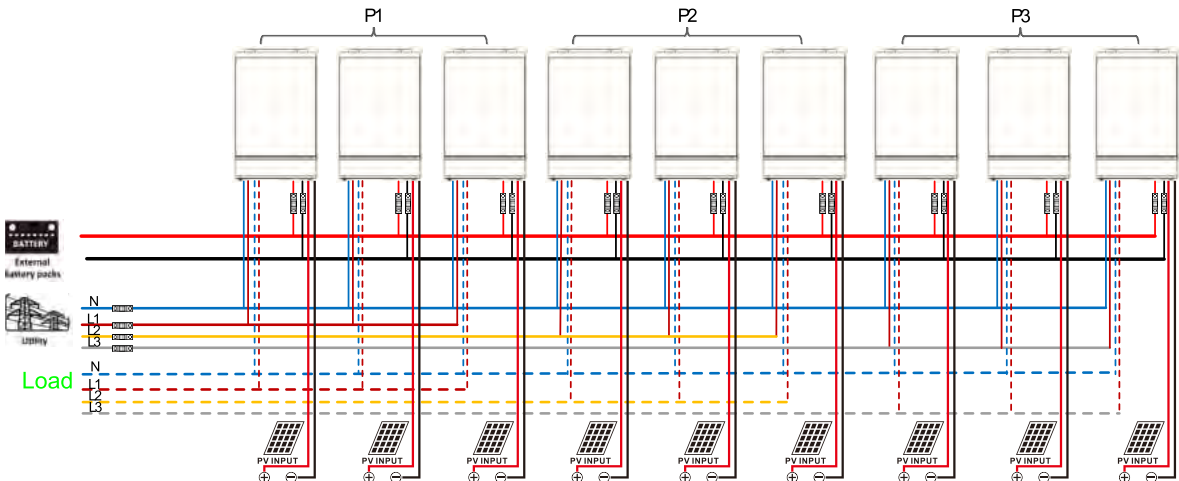 P1 P2 P3
BATTERY
External
battery packs
N
L1
L2
L3
Utility
Load
N
L1
L2
L3
PV INPUT PV INPUT PV INPUT PV INPUT PV INPUT PV INPUT PV INPUT PV INPUT PV INPUT